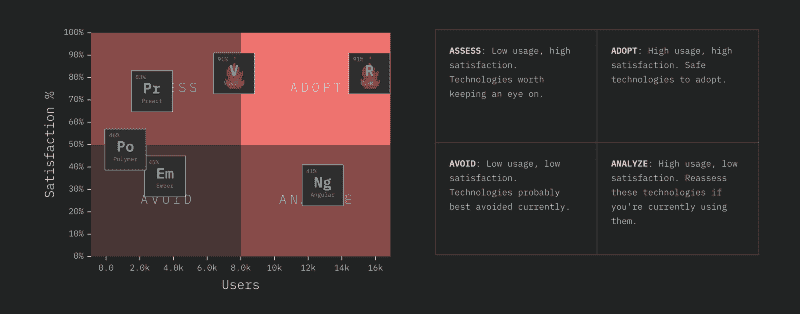 100%
90%
80%
70%
60%
50%
40%
30%
20%
10%
0%
Satisfaction %
0.0
2.0k
4.0k
6.0k
8.0k
10k
12k
14k
16k
Users
ADOPT
AVOID
Pr
Preact
V
R
Po
Polymer
Em
Ember
Ng
Angular
ASSESS: Low usage, high
satisfaction.
Technologies worth
keeping an eye on.
ADOPT: High usage, high
satisfaction. Safe
technologies to adopt.
AVOID: Low usage, low
satisfaction.
Technologies probably
best avoided currently.
ANALYZE: High usage, low
satisfaction. Reassess
these technologies if
you're currently using
them.